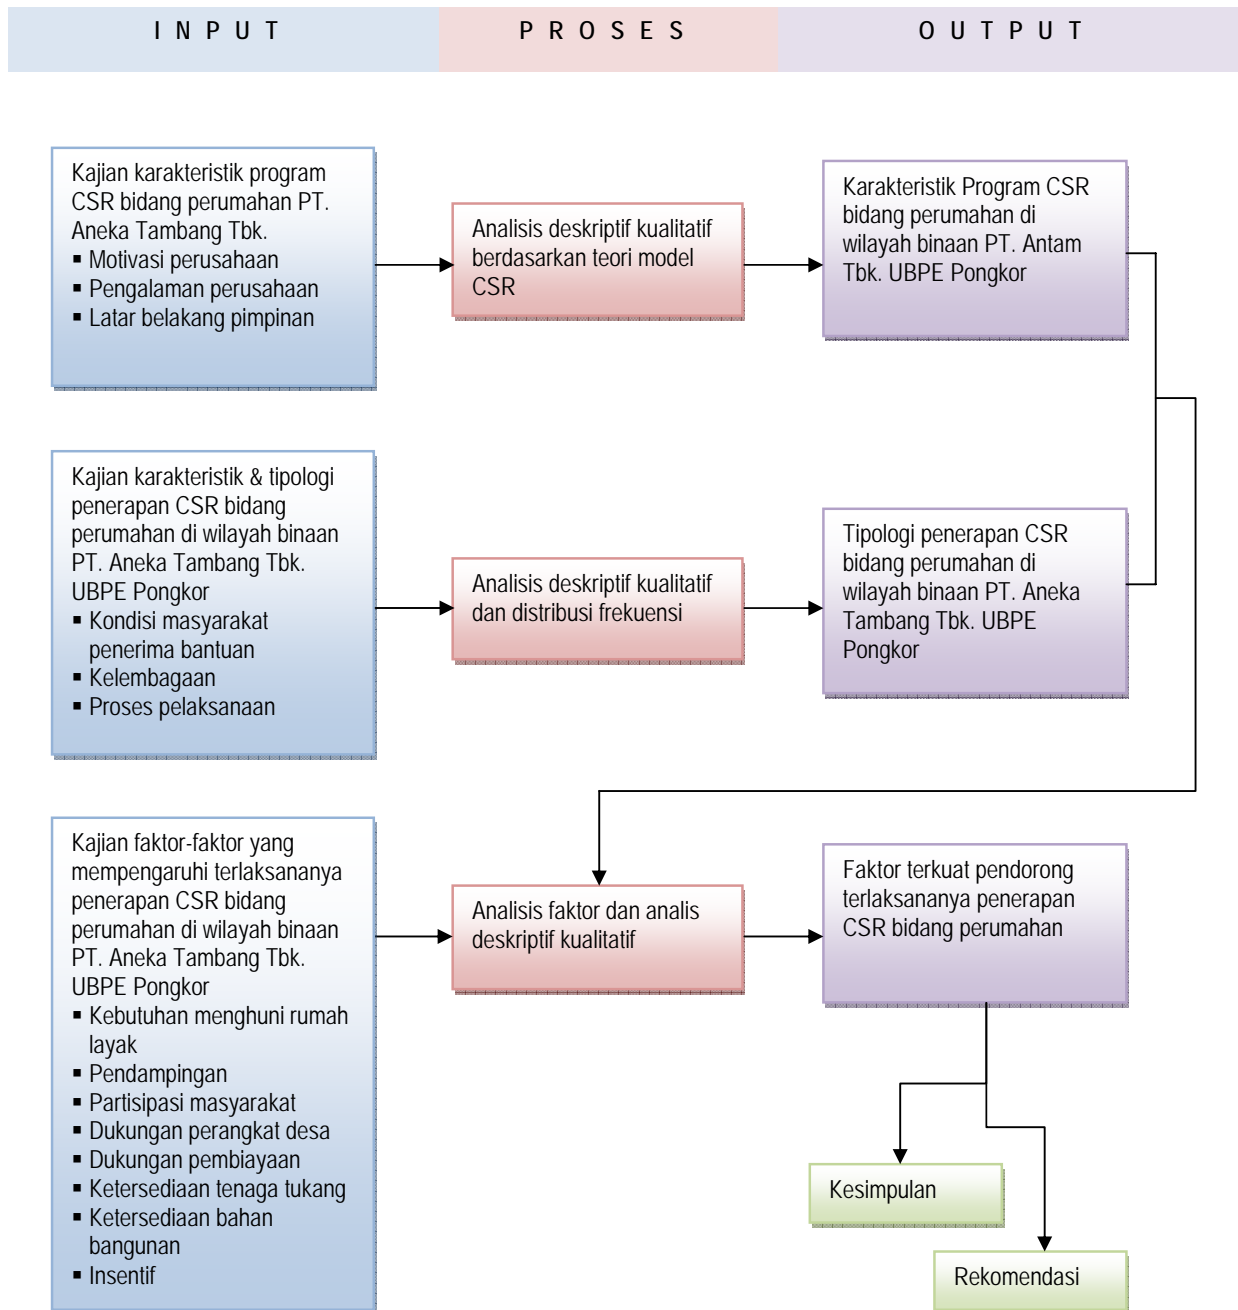 I N P U T
P R O S E S
O U T P U T
Kajian karakteristik program
CSR bidang perumahan PT.
Aneka Tambang Tbk.
▪ Motivasi perusahaan
▪ Pengalaman perusahaan
▪ Latar belakang pimpinan
Analisis deskriptif kualitatif
berdasarkan teori model
CSR
Karakteristik Program CSR
bidang perumahan di
wilayah binaan PT. Antam
Tbk. UBPE Pongkor
Kajian karakteristik & tipologi
penerapan CSR bidang
perumahan di wilayah binaan
PT. Aneka Tambang Tbk.
UBPE Pongkor
▪ Kondisi masyarakat
penerima bantuan
▪ Kelembagaan
▪ Proses pelaksanaan
Analisis deskriptif kualitatif
dan distribusi frekuensi
Tipologi penerapan CSR
bidang perumahan di
wilayah binaan PT. Aneka
Tambang Tbk. UBPE
Pongkor
Kajian faktor-faktor yang
mempengaruhi terlaksananya
penerapan CSR bidang
perumahan di wilayah binaan
PT. Aneka Tambang Tbk.
UBPE Pongkor
▪ Kebutuhan menghuni rumah
layak
▪ Pendampingan
▪ Partisipasi masyarakat
▪ Dukungan perangkat desa
▪ Dukungan pembiayaan
▪ Ketersediaan tenaga tukang
▪ Ketersediaan bahan
bangunan
▪ Insentif
Analisis faktor dan analis
deskriptif kualitatif
Faktor terkuat pendorong
terlaksananya penerapan
CSR bidang perumahan
Kesimpulan
Rekomendasi